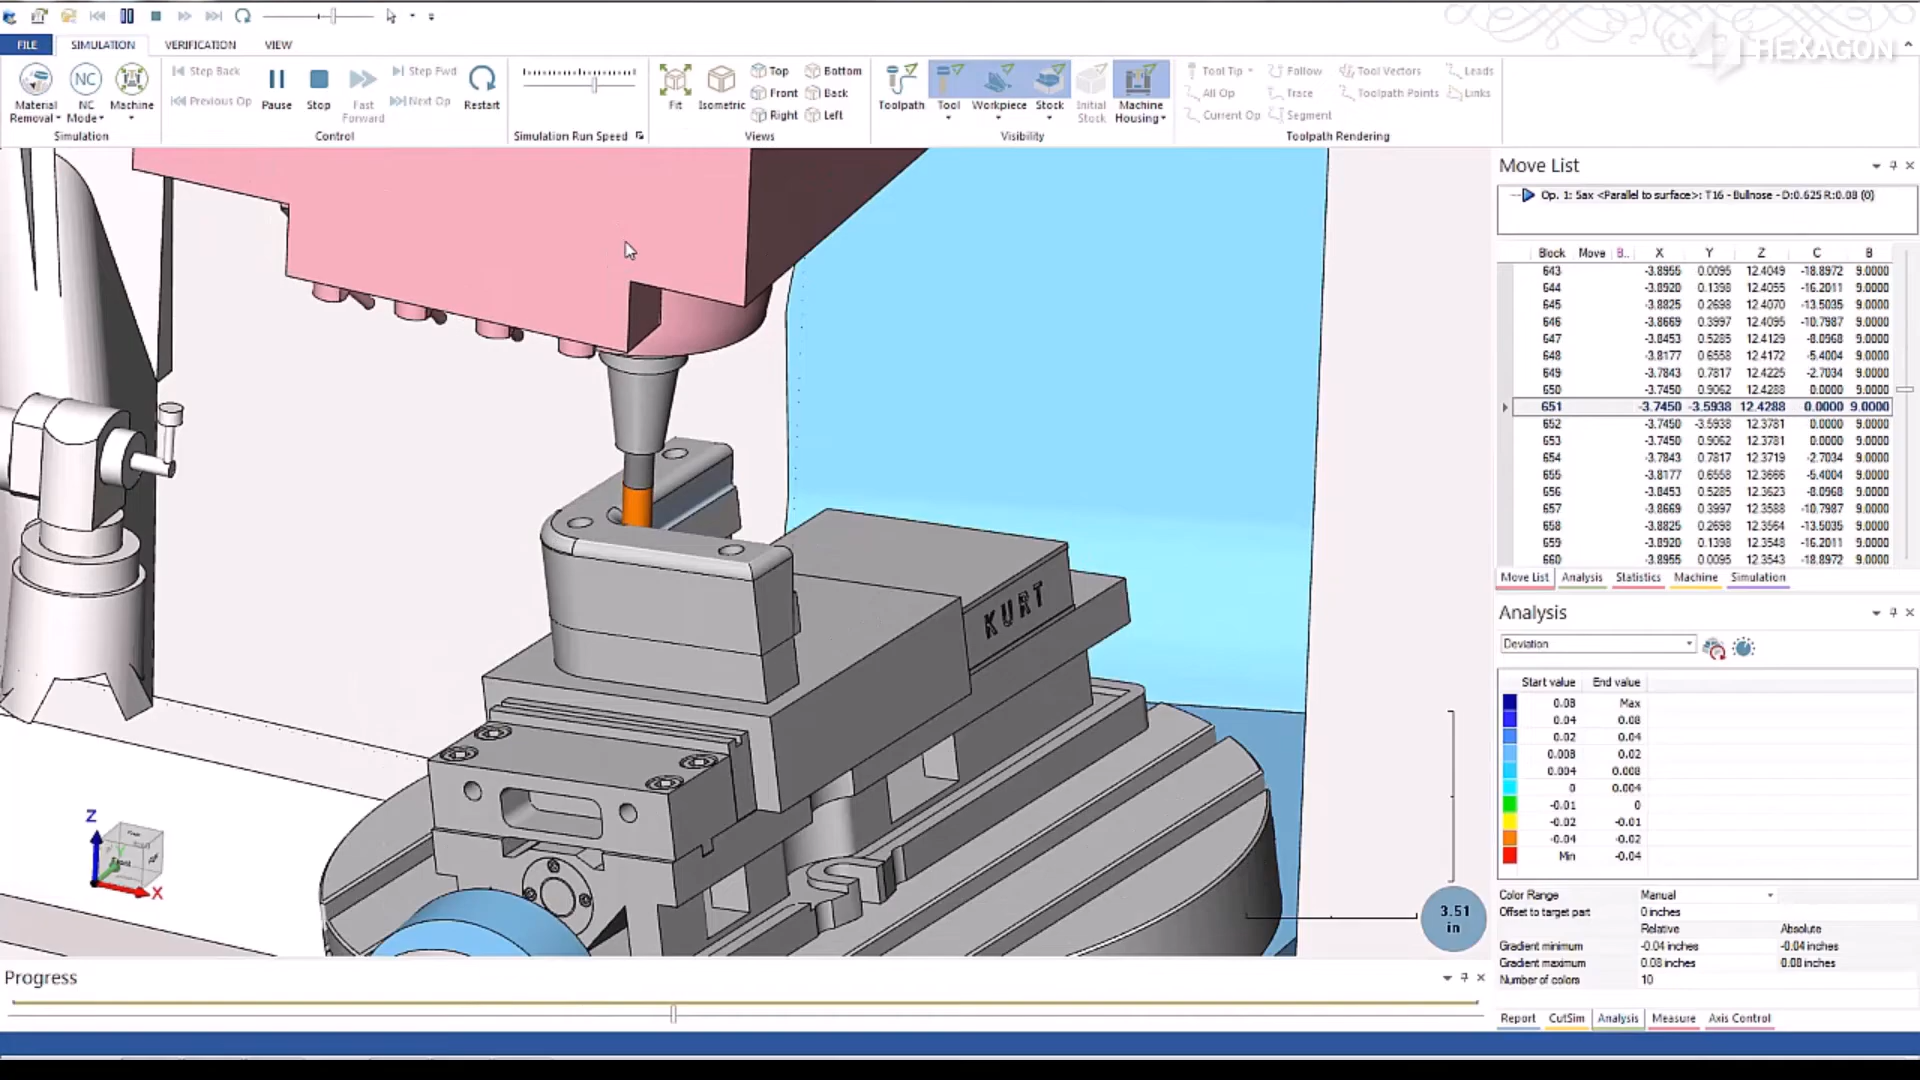 HEXAGON
FILE SIMULATION VERIFICATION VIEW
Material Removal NC Mode Machine
Simulation
Step Back Previous Op Pause Stop Fast Forward Step Fwd Next Op Restart
Control
Simulation Run Speed
Fit Isometric Top Front Right Bottom Back Left
Views
Toolpath Tool Workpiece Stock Initial Stock Machine Housing
Visibility
Tool Tip Follow Tool Vectors Leads
All Op Trace Toolpath Points Links
Current Op Segment
Toolpath Rendering
KURT
Z
X
Front
3.51
in
Progress
Move List
Op. 1: 5ax <Parallel to surface>: T16 - Bullnose - D:0.625 R:0.08 (0)
Block Move B.. X Y Z C B
643 -3.8955 0.0095 12.4049 -18.8972 9.0000
644 -3.8920 0.1398 12.4055 -16.2011 9.0000
645 -3.8825 0.2698 12.4070 -13.5035 9.0000
646 -3.8669 0.3997 12.4095 -10.7987 9.0000
647 -3.8453 0.5285 12.4129 -8.0968 9.0000
648 -3.8177 0.6558 12.4172 -5.4004 9.0000
649 -3.7843 0.7817 12.4225 -2.7034 9.0000
650 -3.7450 0.9062 12.4288 0.0000 9.0000
651 -3.7450 -3.5938 12.4288 0.0000 9.0000
652 -3.7450 -3.5938 12.3781 0.0000 9.0000
653 -3.7450 0.9062 12.3781 0.0000 9.0000
654 -3.7843 0.7817 12.3719 -2.7034 9.0000
655 -3.8177 0.6558 12.3666 -5.4004 9.0000
656 -3.8453 0.5285 12.3623 -8.0968 9.0000
657 -3.8669 0.3997 12.3588 -10.7987 9.0000
658 -3.8825 0.2698 12.3564 -13.5035 9.0000
659 -3.8920 0.1398 12.3548 -16.2011 9.0000
660 -3.8955 0.0095 12.3543 -18.8972 9.0000
Move List Analysis Statistics Machine Simulation
Analysis
Deviation
Start value End value
0.08 Max
0.04 0.08
0.02 0.04
0.008 0.02
0.004 0.008
0 0.004
-0.01 0
-0.02 -0.01
-0.04 -0.02
Min -0.04
Color Range Manual
Offset to target part 0 inches
Relative Absolute
Gradient minimum -0.04 inches -0.04 inches
Gradient maximum 0.08 inches 0.08 inches
Number of colors 10
Report CutSim Analysis Measure Axis Control